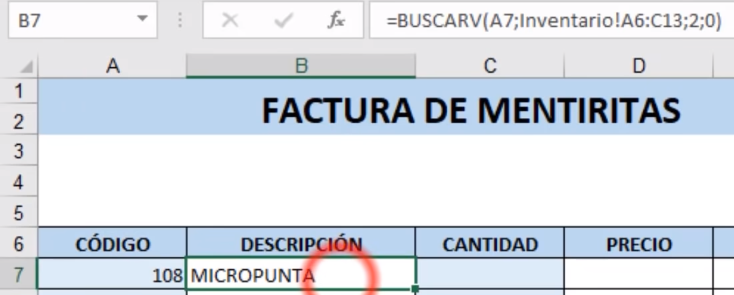 B7 fx =BUSCARV(A7;Inventario!A6:C13;2;0)
A B C D
1
2 FACTURA DE MENTIRITAS
3
4
5
6 CÓDIGO DESCRIPCIÓN CANTIDAD PRECIO
7 108 MICROPUNTA